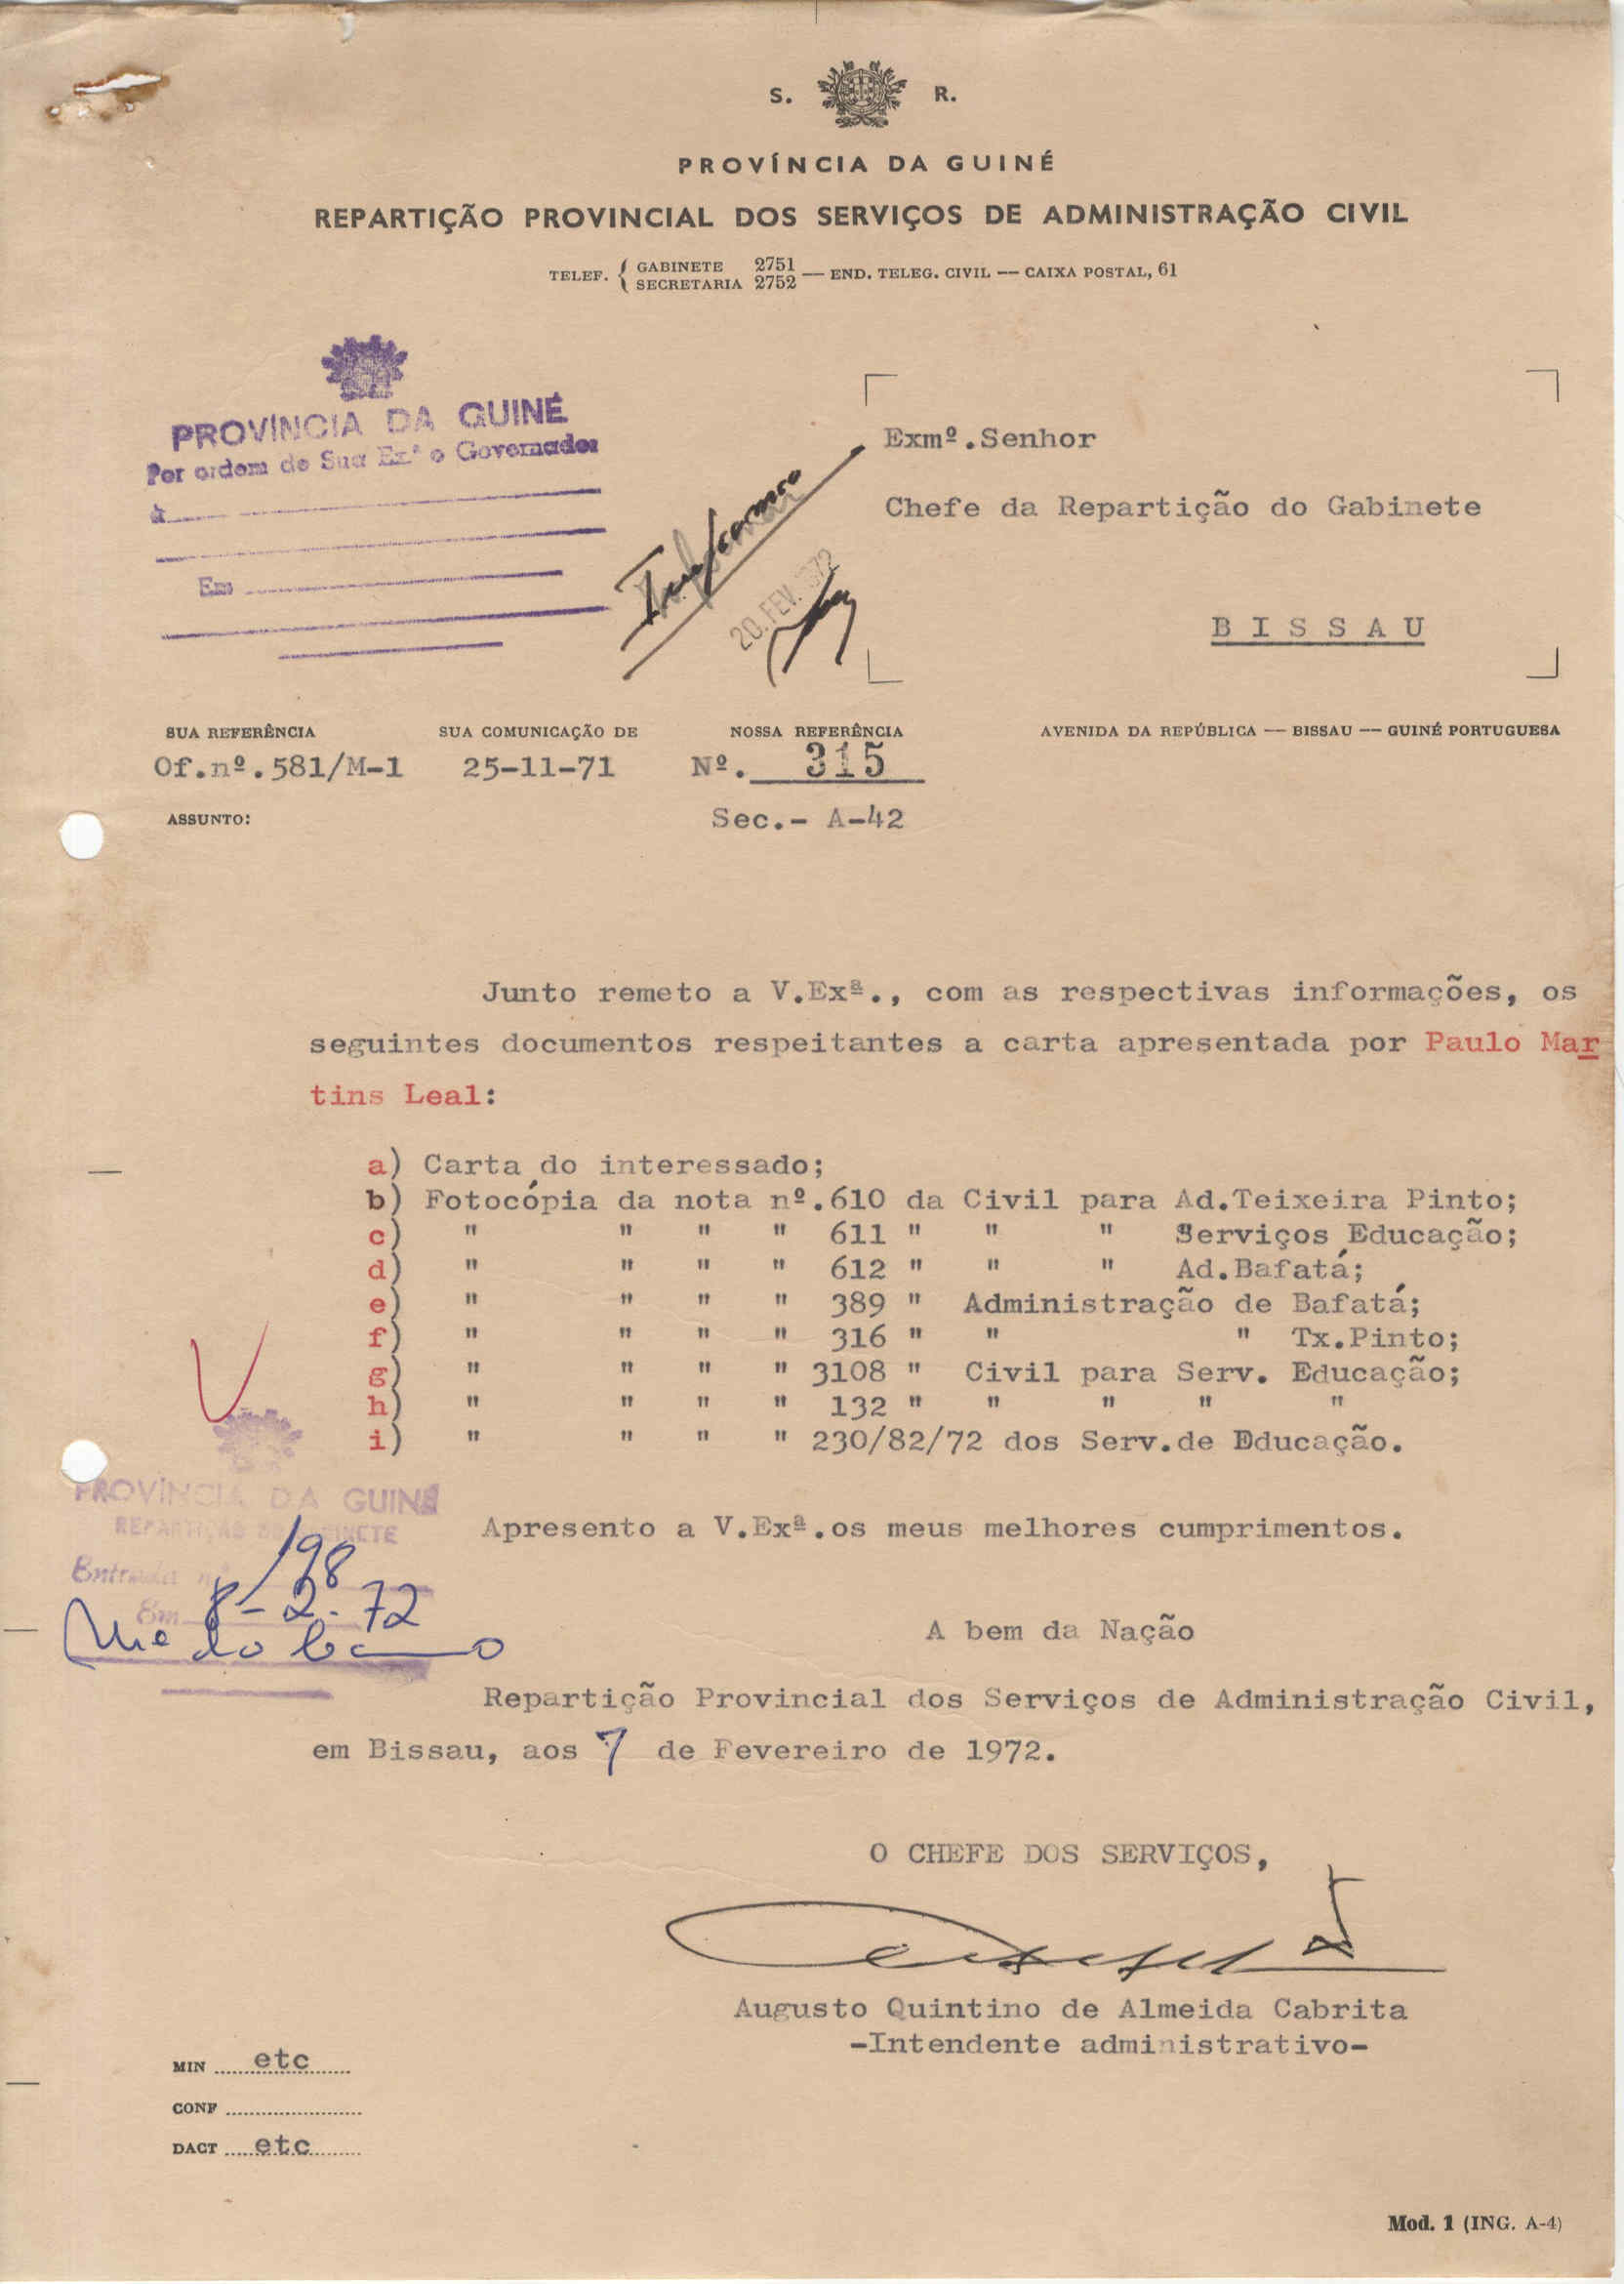 S. R.
PROVÍNCIA DA GUINÉ
REPARTIÇÃO PROVINCIAL DOS SERVIÇOS DE ADMINISTRAÇÃO CIVIL
TELEF. { GABINETE 2751 — END. TELEG. CIVIL — CAIXA POSTAL, 61
SECRETARIA 2752
PROVÍNCIA DA GUINÉ
Por ordem de Sua Exª o Governador
à
Em
20. FEV. 1972
Exmº.Senhor
Chefe da Repartição do Gabinete
B I S S A U
SUA REFERÊNCIA SUA COMUNICAÇÃO DE NOSSA REFERÊNCIA AVENIDA DA REPÚBLICA — BISSAU — GUINÉ PORTUGUESA
Of.nº.581/M-1 25-11-71 Nº. 315
ASSUNTO: Sec.- A-42
Junto remeto a V.Exª., com as respectivas informações, os
seguintes documentos respeitantes a carta apresentada por Paulo Mar
tins Leal:
a) Carta do interessado;
b) Fotocópia da nota nº.610 da Civil para Ad.Teixeira Pinto;
c) " " " " 611 " " " Serviços Educação;
d) " " " " 612 " " " Ad.Bafatá;
e) " " " " 389 " Administração de Bafatá;
f) " " " " 316 " " " Tx.Pinto;
g) " " " " 3108 " Civil para Serv. Educação;
h) " " " " 132 " " " " "
i) " " " " 230/82/72 dos Serv.de Educação.
PROVÍNCIA DA GUINÉ
REPARTIÇÃO DO GABINETE
Entrada nº 198
Em 8-2-72
Apresento a V.Exª.os meus melhores cumprimentos.
A bem da Nação
Repartição Provincial dos Serviços de Administração Civil,
em Bissau, aos 7 de Fevereiro de 1972.
O CHEFE DOS SERVIÇOS,
Augusto Quintino de Almeida Cabrita
-Intendente administrativo-
MIN etc
CONF
DACT etc
Mod. 1 (ING. A-4)